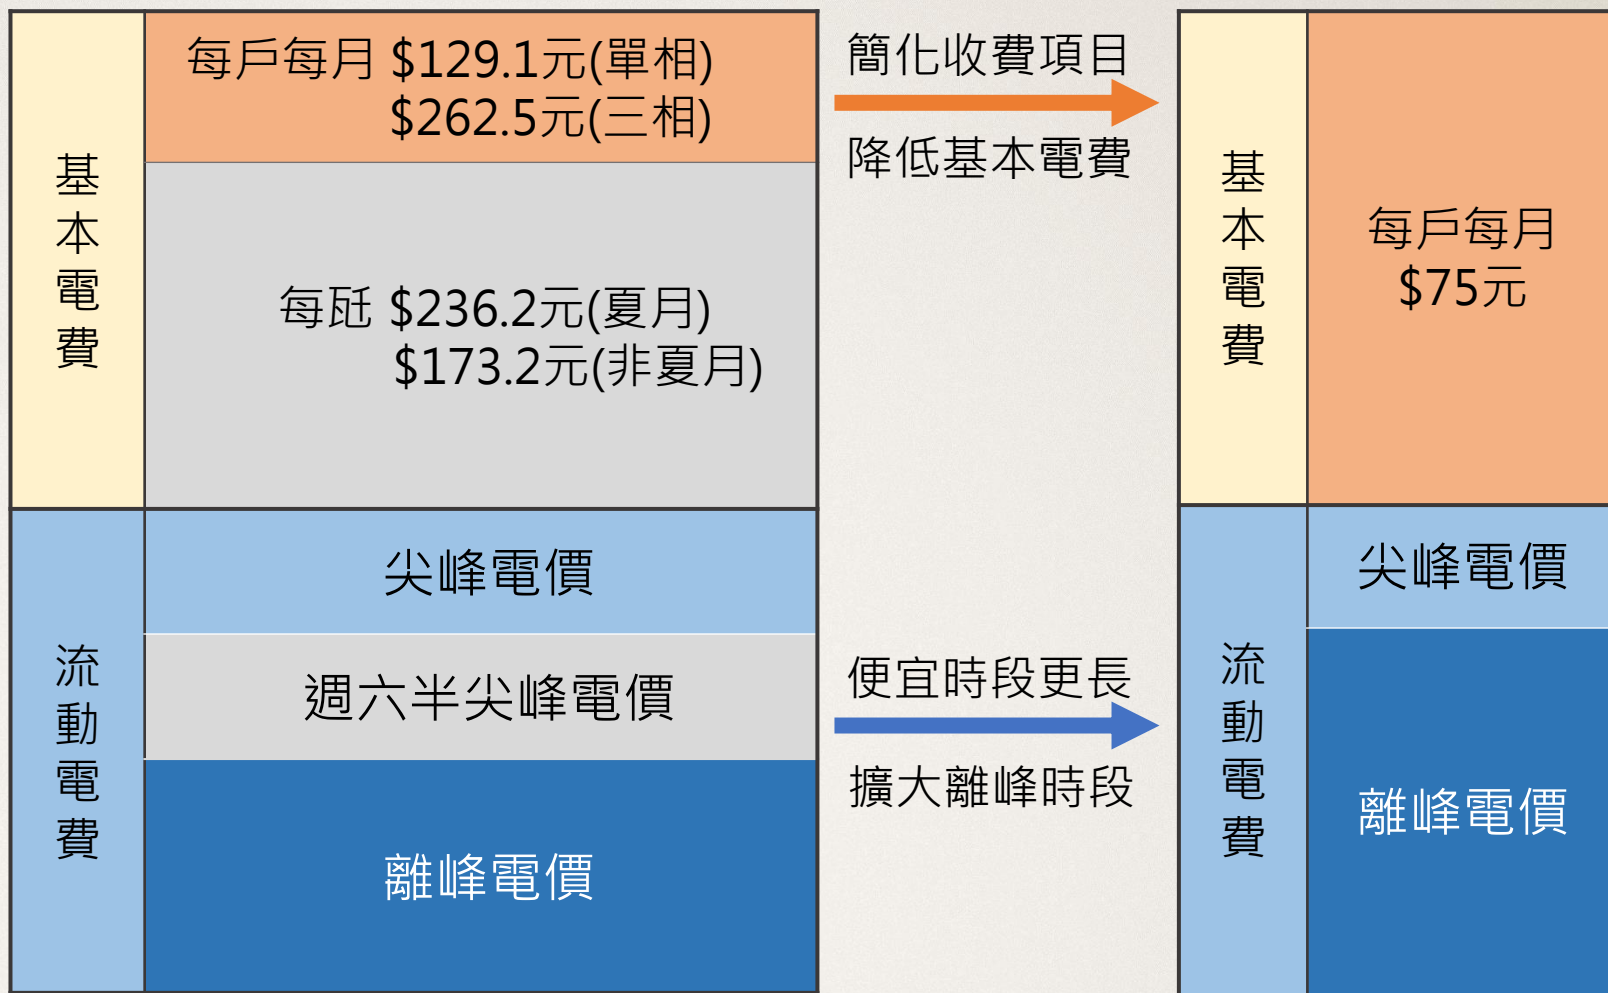 基本電費
每戶每月 $129.1元(單相)
$262.5元(三相)
每瓩 $236.2元(夏月)
$173.2元(非夏月)
流動電費
尖峰電價
週六半尖峰電價
離峰電價
簡化收費項目
降低基本電費
便宜時段更長
擴大離峰時段
基本電費
每戶每月
$75元
流動電費
尖峰電價
離峰電價